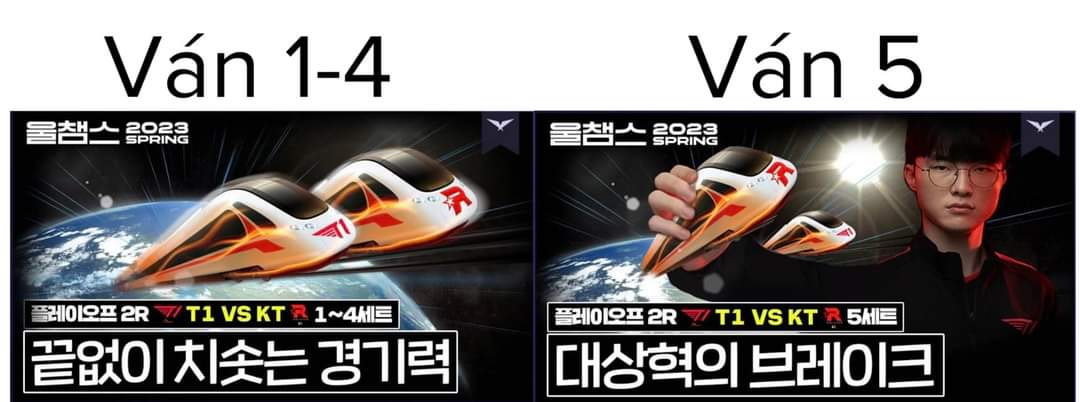 Ván 1-4
Ván 5
울챔스 2023 SPRING
플레이오프 2R T1 T1 VS KT R 1~4세트
끝없이 치솟는 경기력
울챔스 2023 SPRING
플레이오프 2R T1 T1 VS KT R 5세트
대상혁의 브레이크